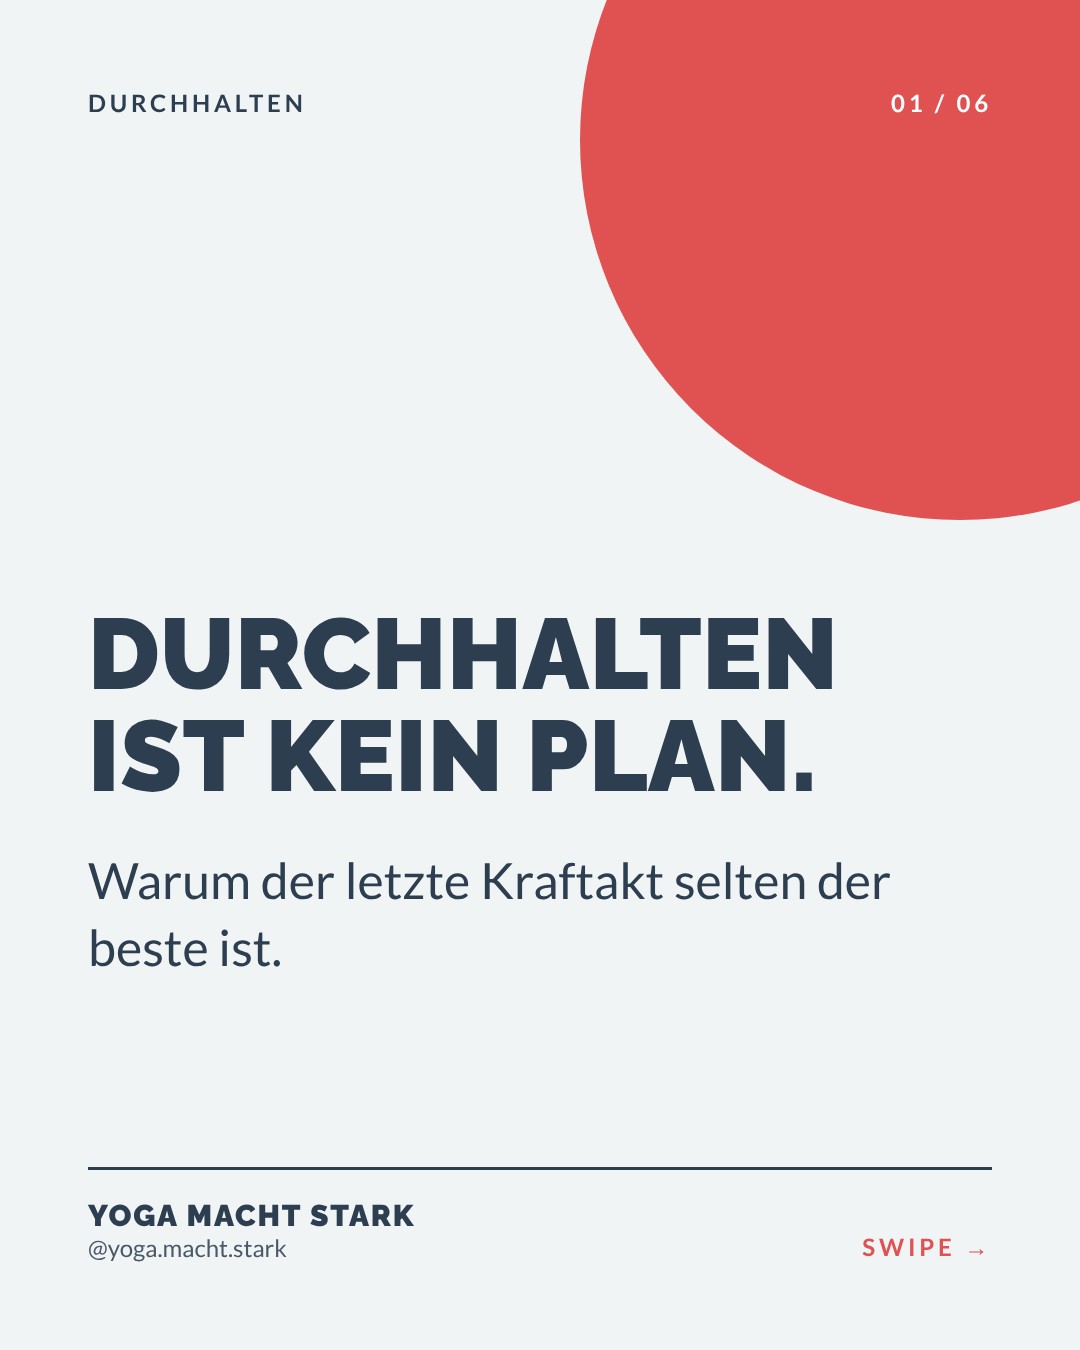 DURCHHALTEN
01 / 06
DURCHHALTEN
IST KEIN PLAN.
Warum der letzte Kraftakt selten der
beste ist.
YOGA MACHT STARK
@yoga.macht.stark
SWIPE →